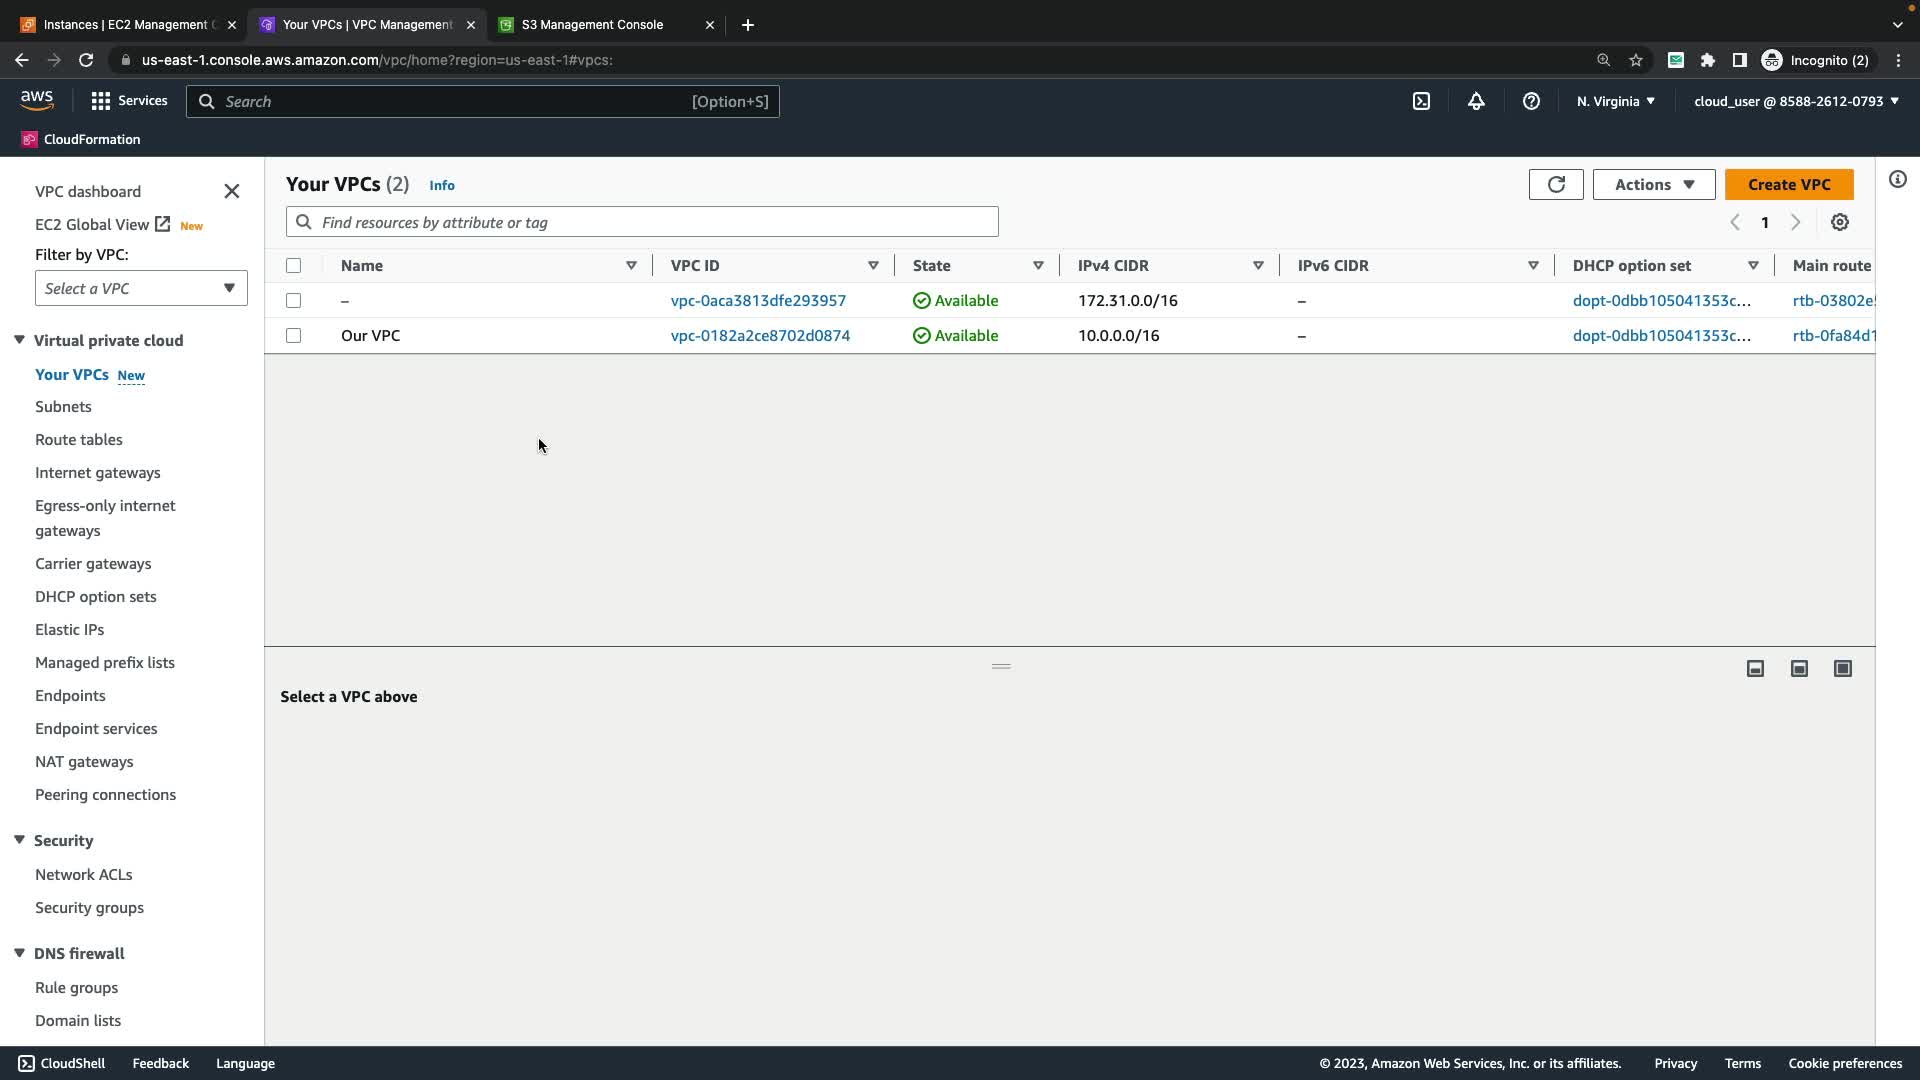 Instances | EC2 Management C
Your VPCs | VPC Management
S3 Management Console
us-east-1.console.aws.amazon.com/vpc/home?region=us-east-1#vpcs:
Incognito (2)
aws
Services
Search
[Option+S]
N. Virginia
cloud_user @ 8588-2612-0793
CloudFormation
VPC dashboard
EC2 Global View New
Filter by VPC:
Select a VPC
Virtual private cloud
Your VPCs New
Subnets
Route tables
Internet gateways
Egress-only internet
gateways
Carrier gateways
DHCP option sets
Elastic IPs
Managed prefix lists
Endpoints
Endpoint services
NAT gateways
Peering connections
Security
Network ACLs
Security groups
DNS firewall
Rule groups
Domain lists
Your VPCs (2) Info
Actions
Create VPC
Find resources by attribute or tag
1
Name VPC ID State IPv4 CIDR IPv6 CIDR DHCP option set Main route
– vpc-0aca3813dfe293957 Available 172.31.0.0/16 – dopt-0dbb105041353c... rtb-03802e
Our VPC vpc-0182a2ce8702d0874 Available 10.0.0.0/16 – dopt-0dbb105041353c... rtb-0fa84d1
Select a VPC above
CloudShell Feedback Language
© 2023, Amazon Web Services, Inc. or its affiliates. Privacy Terms Cookie preferences